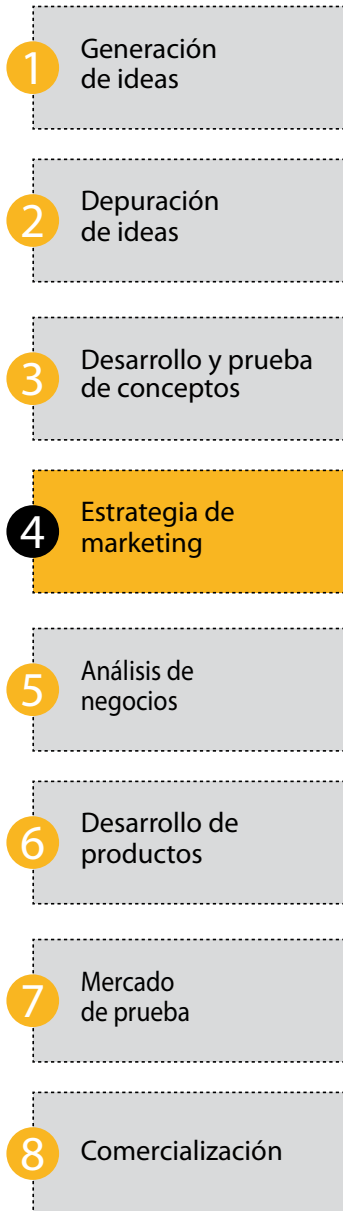 1
Generación
de ideas
2
Depuración
de ideas
3
Desarrollo y prueba
de conceptos
4
Estrategia de
marketing
5
Análisis de
negocios
6
Desarrollo de
productos
7
Mercado
de prueba
8
Comercialización